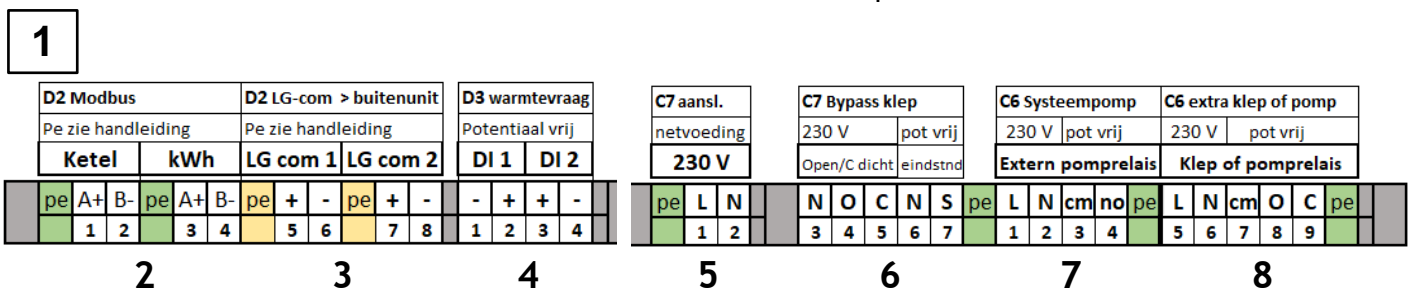 1
D2 Modbus D2 LG-com > buitenunit D3 warmtevraag C7 aansl. C7 Bypass klep C6 Systeempomp C6 extra klep of pomp
Pe zie handleiding Pe zie handleiding Potentiaal vrij netvoeding 230 V pot vrij 230 V pot vrij 230 V pot vrij
Ketel kWh LG com 1 LG com 2 DI 1 DI 2 230 V Open/C dicht eindstnd Extern pomprelais Klep of pomprelais
pe A+ B- pe A+ B- pe + - pe + - - + + - pe L N N O C N S pe L N cm no pe L N cm O C pe
1 2 3 4 5 6 7 8 1 2 3 4 1 2 3 4 5 6 7 1 2 3 4 5 6 7 8 9
2 3 4 5 6 7 8